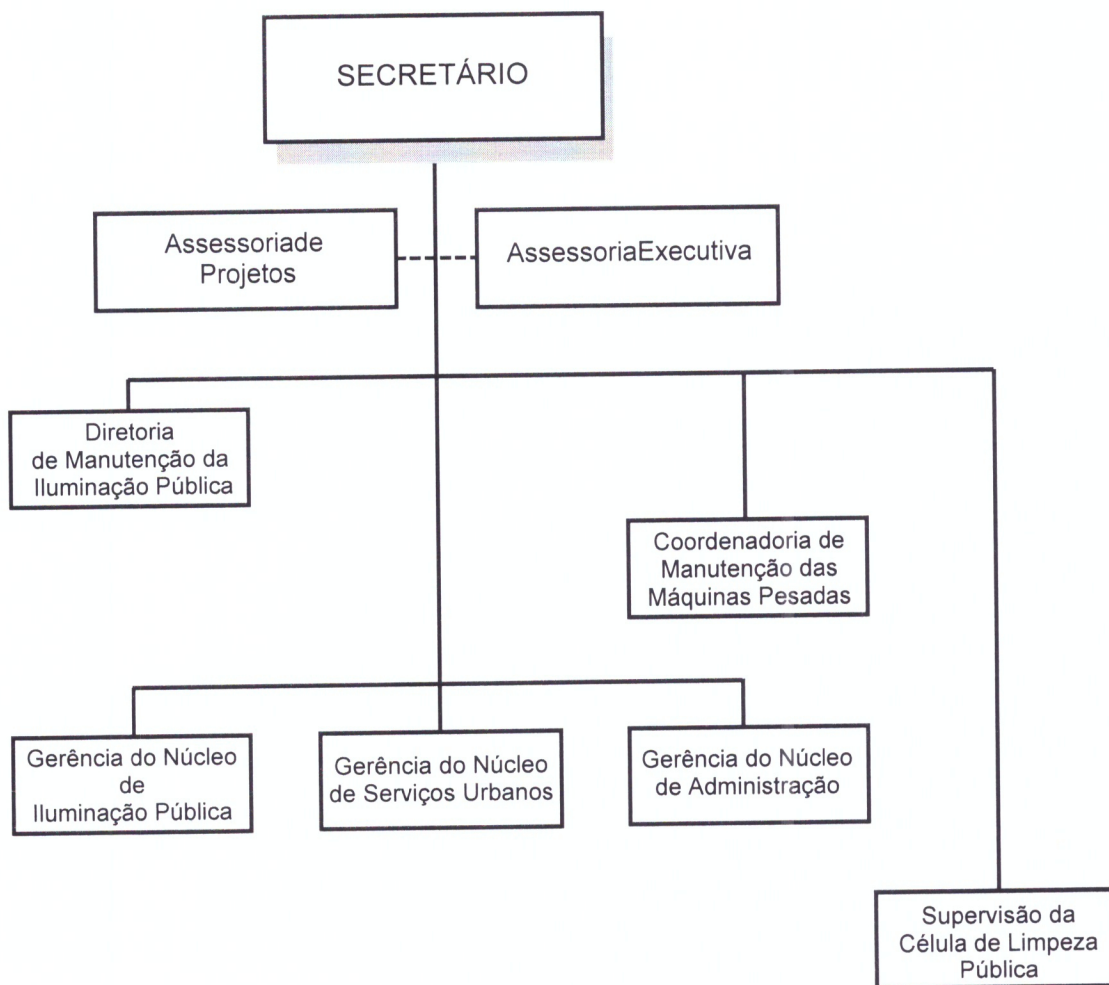 SECRETÁRIO
Assessoriade
Projetos
AssessoriaExecutiva
Diretoria
de Manutenção da
Iluminação Pública
Coordenadoria de
Manutenção das
Máquinas Pesadas
Gerência do Núcleo
de
Iluminação Pública
Gerência do Núcleo
de Serviços Urbanos
Gerência do Núcleo
de Administração
Supervisão da
Célula de Limpeza
Pública